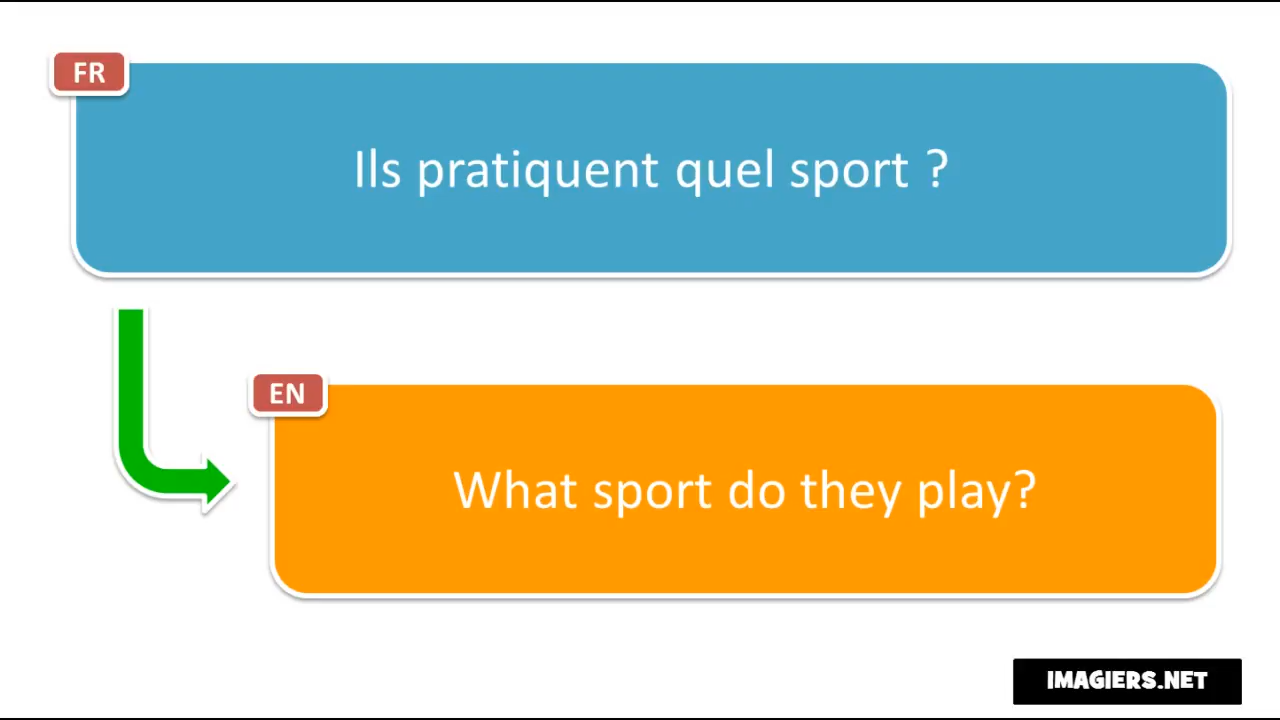 FR
Ils pratiquent quel sport ?
EN
What sport do they play?
IMAGIERS.NET